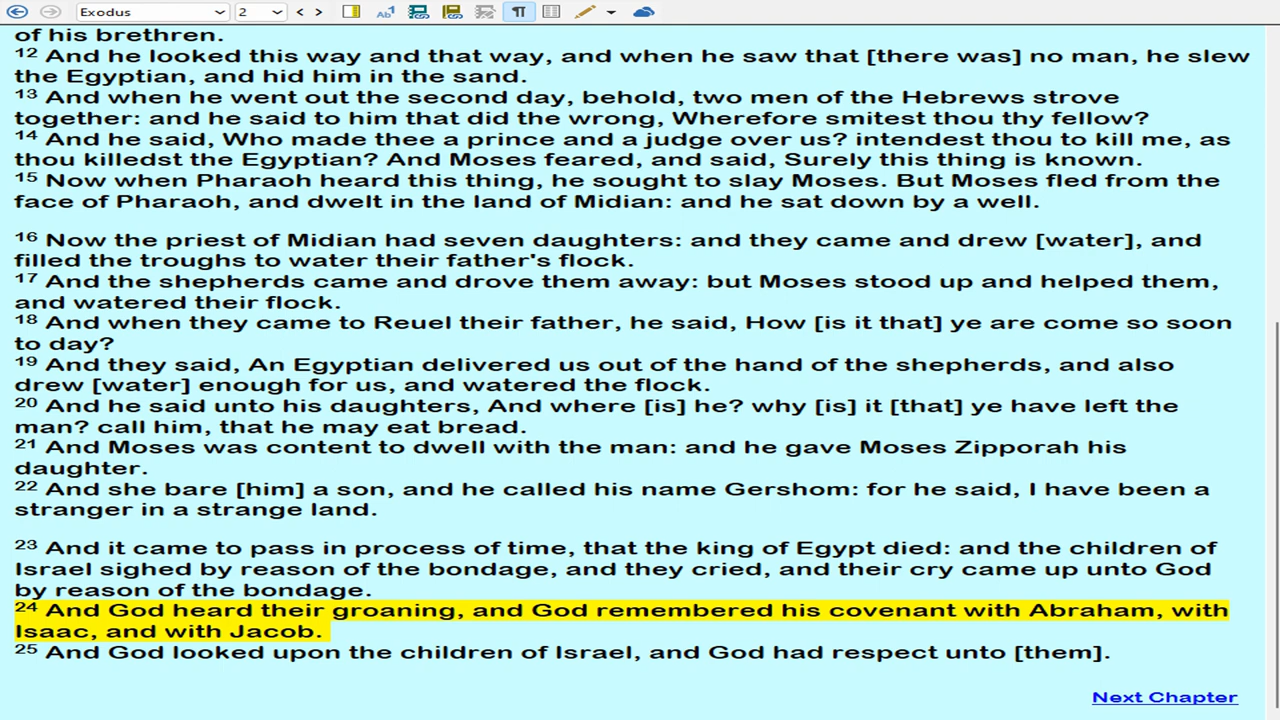 Exodus 2 < > Ab¹ ¶
of his brethren.
12 And he looked this way and that way, and when he saw that [there was] no man, he slew
the Egyptian, and hid him in the sand.
13 And when he went out the second day, behold, two men of the Hebrews strove
together: and he said to him that did the wrong, Wherefore smitest thou thy fellow?
14 And he said, Who made thee a prince and a judge over us? intendest thou to kill me, as
thou killedst the Egyptian? And Moses feared, and said, Surely this thing is known.
15 Now when Pharaoh heard this thing, he sought to slay Moses. But Moses fled from the
face of Pharaoh, and dwelt in the land of Midian: and he sat down by a well.
16 Now the priest of Midian had seven daughters: and they came and drew [water], and
filled the troughs to water their father's flock.
17 And the shepherds came and drove them away: but Moses stood up and helped them,
and watered their flock.
18 And when they came to Reuel their father, he said, How [is it that] ye are come so soon
to day?
19 And they said, An Egyptian delivered us out of the hand of the shepherds, and also
drew [water] enough for us, and watered the flock.
20 And he said unto his daughters, And where [is] he? why [is] it [that] ye have left the
man? call him, that he may eat bread.
21 And Moses was content to dwell with the man: and he gave Moses Zipporah his
daughter.
22 And she bare [him] a son, and he called his name Gershom: for he said, I have been a
stranger in a strange land.
23 And it came to pass in process of time, that the king of Egypt died: and the children of
Israel sighed by reason of the bondage, and they cried, and their cry came up unto God
by reason of the bondage.
24 And God heard their groaning, and God remembered his covenant with Abraham, with
Isaac, and with Jacob.
25 And God looked upon the children of Israel, and God had respect unto [them].
Next Chapter